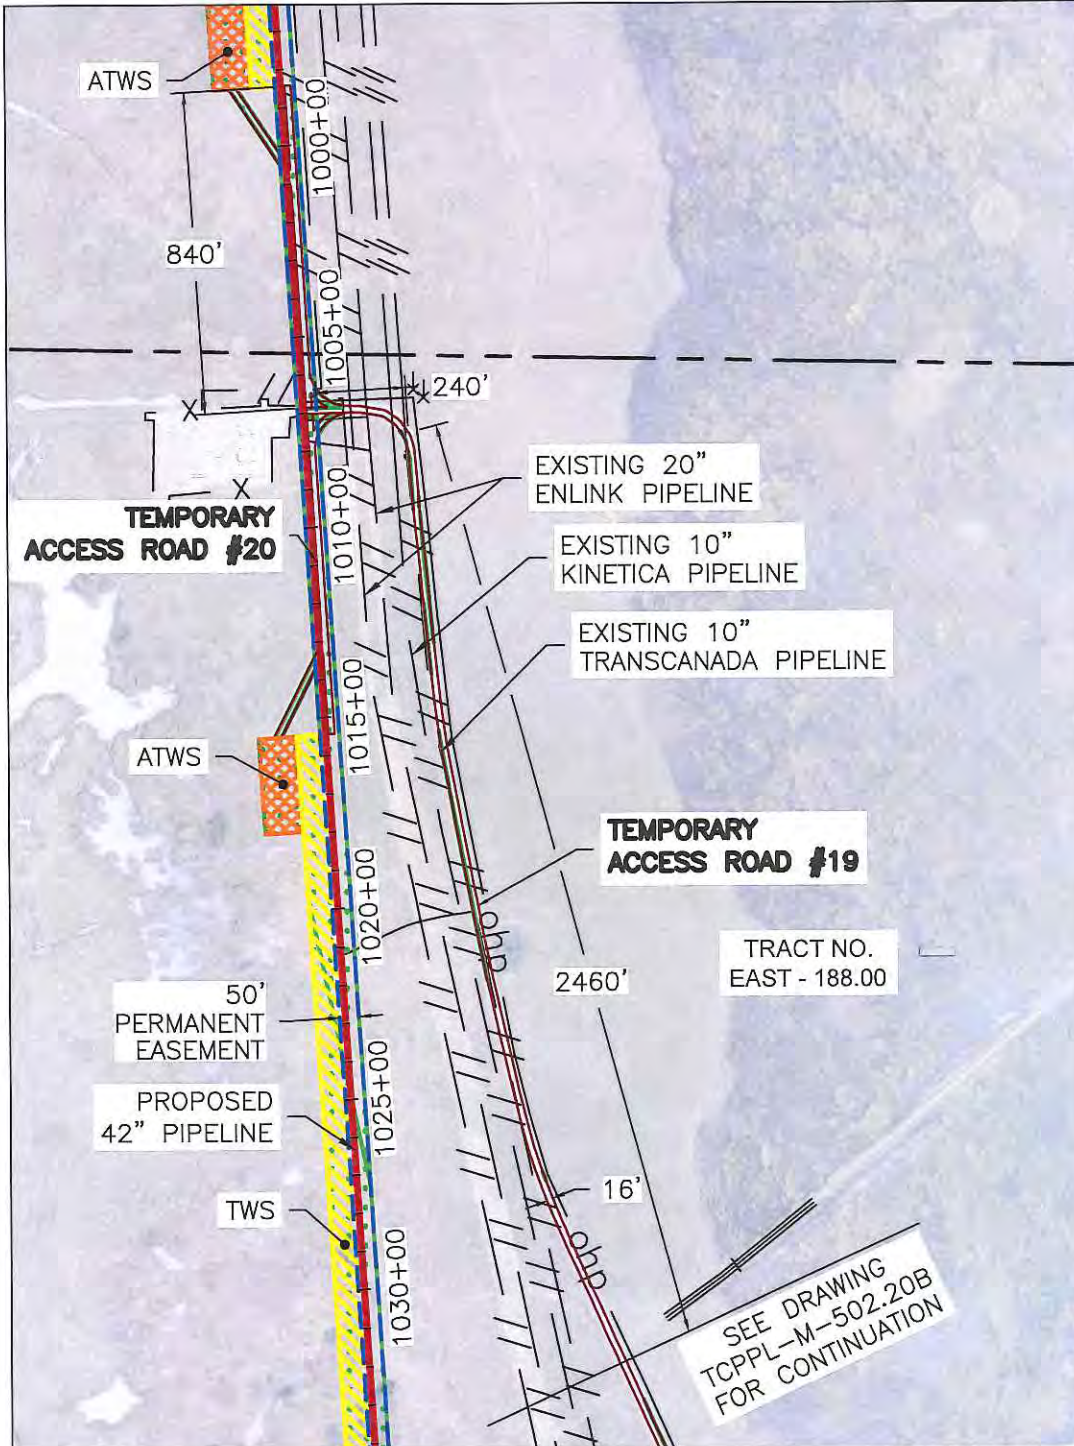 ATWS
1000+00
840'
1005+00
240'
X
X
EXISTING 20"
ENLINK PIPELINE
TEMPORARY
ACCESS ROAD #20
1010+00
EXISTING 10"
KINETICA PIPELINE
EXISTING 10"
TRANSCANADA PIPELINE
1015+00
ATWS
TEMPORARY
ACCESS ROAD #19
1020+00
ohp
TRACT NO.
EAST - 188.00
2460'
50'
PERMANENT
EASEMENT
1025+00
PROPOSED
42" PIPELINE
16'
TWS
ohp
1030+00
SEE DRAWING
TCPPL-M-502.20B
FOR CONTINUATION